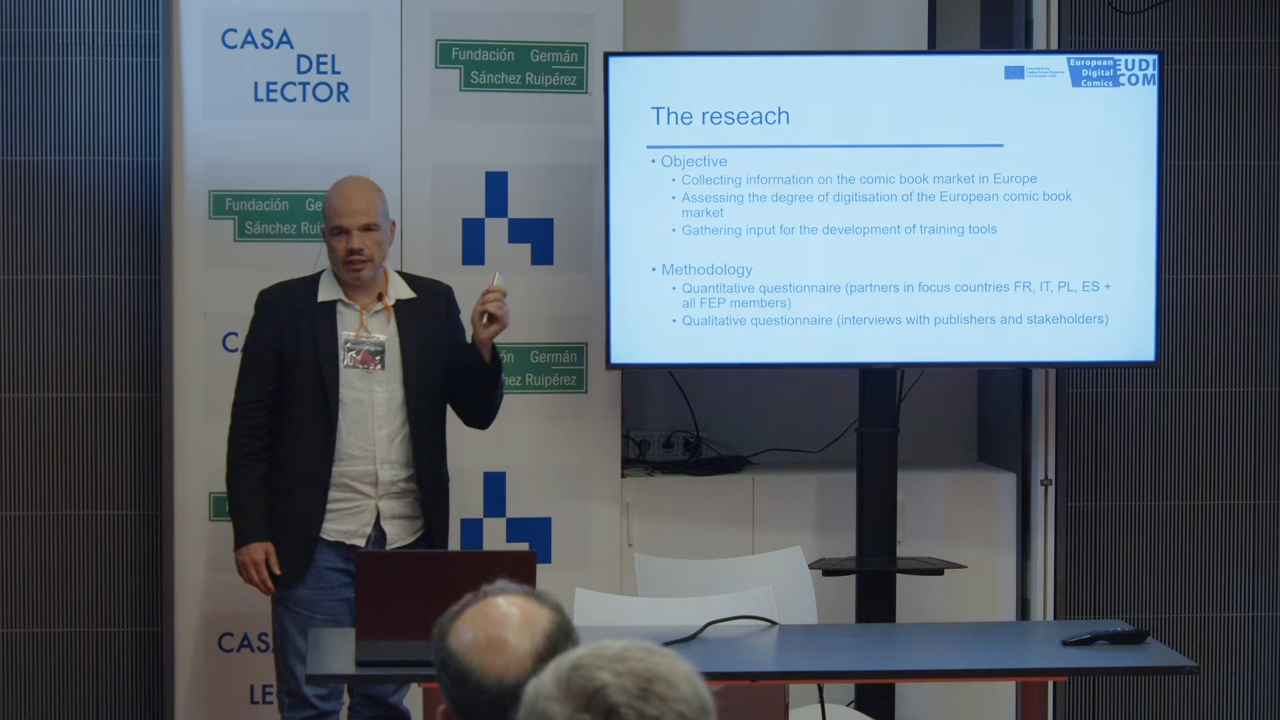 CASA
DEL
LECTOR
Fundación Germán
Sánchez Ruipérez
Fundación Ge
Sánchez Rui
C
ón Germán
ez Ruipérez
CASA
LE
European
Digital
Comics
EUDI
COM
The reseach
• Objective
• Collecting information on the comic book market in Europe
• Assessing the degree of digitisation of the European comic book
market
• Gathering input for the development of training tools
• Methodology
• Quantitative questionnaire (partners in focus countries FR, IT, PL, ES +
all FEP members)
• Qualitative questionnaire (interviews with publishers and stakeholders)